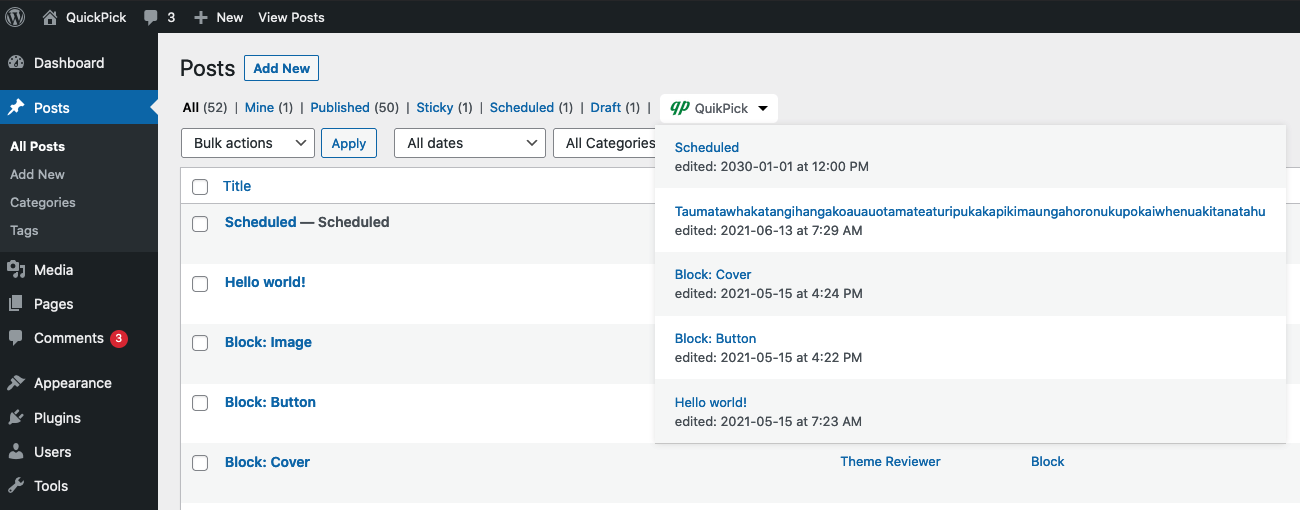 QuickPick 3 New View Posts
Dashboard
Posts
All Posts
Add New
Categories
Tags
Media
Pages
Comments 3
Appearance
Plugins
Users
Tools
Posts Add New
All (52) | Mine (1) | Published (50) | Sticky (1) | Scheduled (1) | Draft (1) | qp QuikPick
Bulk actions Apply All dates All Categories
Title
Scheduled — Scheduled
Hello world!
Block: Image
Block: Button
Block: Cover Theme Reviewer Block
Scheduled
edited: 2030-01-01 at 12:00 PM
Taumatawhakatangihangakoauauotamateaturipukakapikimaungahoronukupokaiwhenuakitanatahu
edited: 2021-06-13 at 7:29 AM
Block: Cover
edited: 2021-05-15 at 4:24 PM
Block: Button
edited: 2021-05-15 at 4:22 PM
Hello world!
edited: 2021-05-15 at 7:23 AM